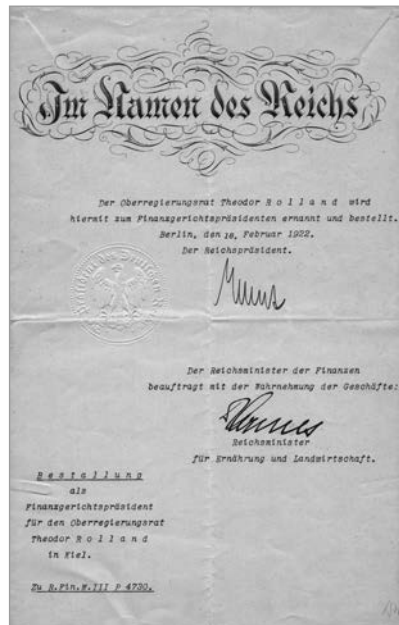 Im Namen des Reichs
Der Oberregierungsrat Theodor R o l l a n d wird
hiermit zum Finanzgerichtspräsidenten ernannt und bestellt.
Berlin, den 18. Februar 1922.
Der Reichspräsident.
Der Reichsminister der Finanzen
beauftragt mit der Wahrnehmung der Geschäfte:
Reichsminister
für Ernährung und Landwirtschaft.
B e s t a l l u n g
als
Finanzgerichtspräsident
für den Oberregierungsrat
Theodor R o l l a n d
in Kiel.
Zu R.Fin.M.III P 4730.